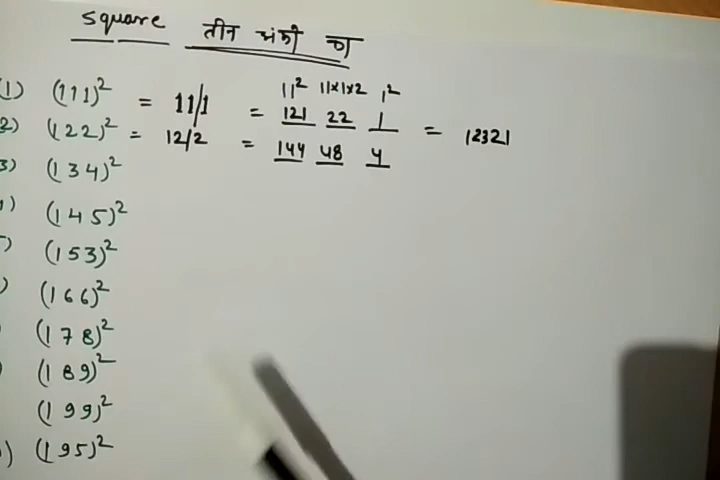 square तीन अंकों का
11² 11×1×2 1²
1) (111)² = 11/1 = 121 22 1 = 12321
2) (122)² = 12/2 = 144 48 4
3) (134)²
) (145)²
) (153)²
) (166)²
(178)²
) (189)²
(199)²
) (195)²